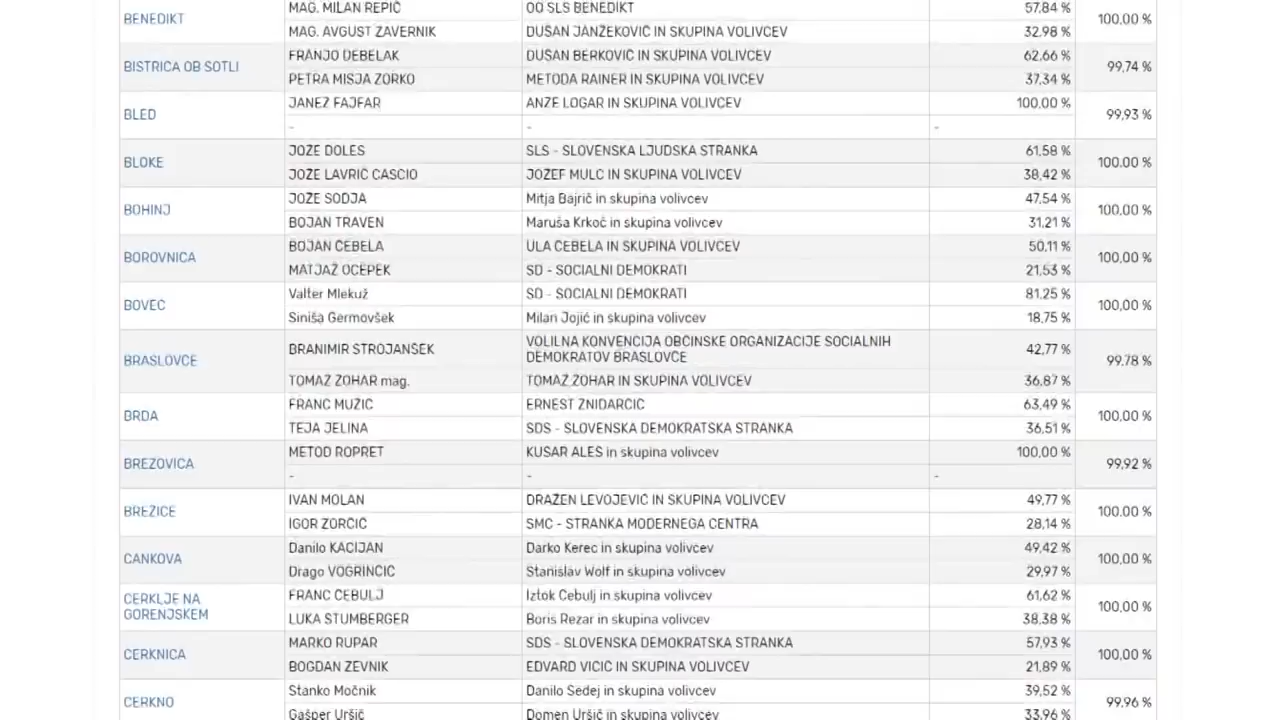 BENEDIKT
MAG. MILAN REPIČ OO SLS BENEDIKT 57,84 %
100,00 %
MAG. AVGUST ZAVERNIK DUŠAN JANŽEKOVIČ IN SKUPINA VOLIVCEV 32,98 %
BISTRICA OB SOTLI
FRANJO DEBELAK DUŠAN BERKOVIČ IN SKUPINA VOLIVCEV 62,66 %
99,74 %
PETRA MISJA ZORKO METODA RAINER IN SKUPINA VOLIVCEV 37,34 %
BLED
JANEZ FAJFAR ANŽE LOGAR IN SKUPINA VOLIVCEV 100,00 %
99,93 %
- - -
BLOKE
JOŽE DOLES SLS - SLOVENSKA LJUDSKA STRANKA 61,58 %
100,00 %
JOŽE LAVRIČ CASCIO JOŽEF MULC IN SKUPINA VOLIVCEV 38,42 %
BOHINJ
JOŽE SODJA Mitja Bajrič in skupina volivcev 47,54 %
100,00 %
BOJAN TRAVEN Maruša Krkoč in skupina volivcev 31,21 %
BOROVNICA
BOJAN ČEBELA ULA ČEBELA IN SKUPINA VOLIVCEV 50,11 %
100,00 %
MATJAŽ OCEPEK SD - SOCIALNI DEMOKRATI 21,53 %
BOVEC
Valter Mlekuž SD - SOCIALNI DEMOKRATI 81,25 %
100,00 %
Siniša Germovšek Milan Jojić in skupina volivcev 18,75 %
BRASLOVČE
BRANIMIR STROJANŠEK VOLILNA KONVENCIJA OBČINSKE ORGANIZACIJE SOCIALNIH
DEMOKRATOV BRASLOVČE 42,77 %
99,78 %
TOMAŽ ŽOHAR mag. TOMAŽ ŽOHAR IN SKUPINA VOLIVCEV 36,87 %
BRDA
FRANC MUŽIČ ERNEST ZNIDARČIČ 63,49 %
100,00 %
TEJA JELINA SDS - SLOVENSKA DEMOKRATSKA STRANKA 36,51 %
BREZOVICA
METOD ROPRET KUŠAR ALEŠ in skupina volivcev 100,00 %
99,92 %
- - -
BREŽICE
IVAN MOLAN DRAŽEN LEVOJEVIĆ IN SKUPINA VOLIVCEV 49,77 %
100,00 %
IGOR ZORČIČ SMC - STRANKA MODERNEGA CENTRA 28,14 %
CANKOVA
Danilo KACIJAN Darko Kerec in skupina volivcev 49,42 %
100,00 %
Drago VOGRINČIČ Stanislav Wolf in skupina volivcev 29,97 %
CERKLJE NA
GORENJSKEM
FRANC ČEBULJ Iztok Čebulj in skupina volivcev 61,62 %
100,00 %
LUKA ŠTUMBERGER Boris Rezar in skupina volivcev 38,38 %
CERKNICA
MARKO RUPAR SDS - SLOVENSKA DEMOKRATSKA STRANKA 57,93 %
100,00 %
BOGDAN ZEVNIK EDVARD VIČIČ IN SKUPINA VOLIVCEV 21,89 %
CERKNO
Stanko Močnik Danilo Sedej in skupina volivcev 39,52 %
99,96 %
Gašper Uršič Domen Uršič in skupina volivcev 33,96 %